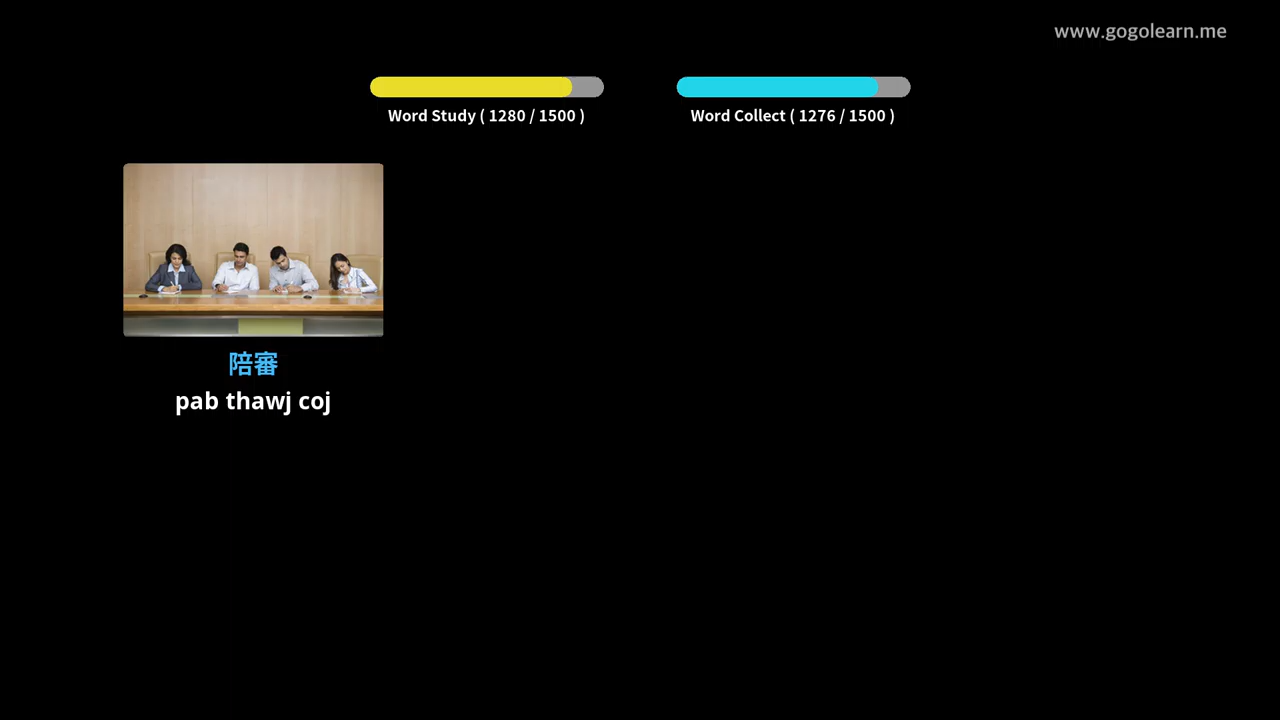 www.gogolearn.me
Word Study ( 1280 / 1500 )
Word Collect ( 1276 / 1500 )
陪審
pab thawj coj